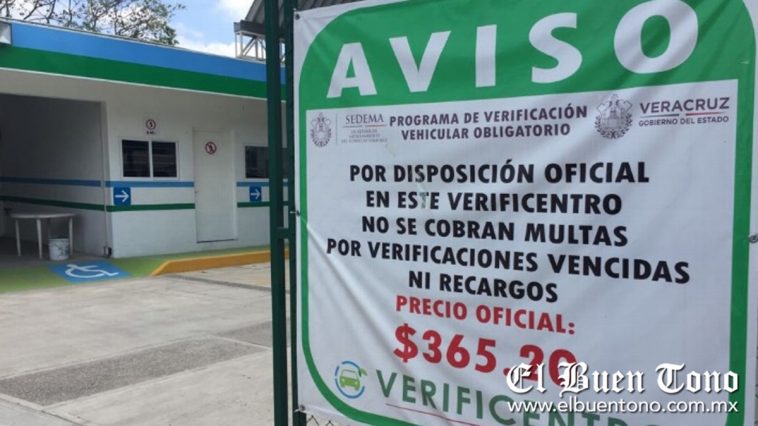 AVISO
SEDEMA
PROGRAMA DE VERIFICACIÓN
VEHICULAR OBLIGATORIO
VERACRUZ
GOBIERNO DEL ESTADO
POR DISPOSICIÓN OFICIAL
EN ESTE VERIFICENTRO
NO SE COBRAN MULTAS
POR VERIFICACIONES VENCIDAS
NI RECARGOS
PRECIO OFICIAL:
$365.20
El Buen Tono
www.elbuentono.com.mx